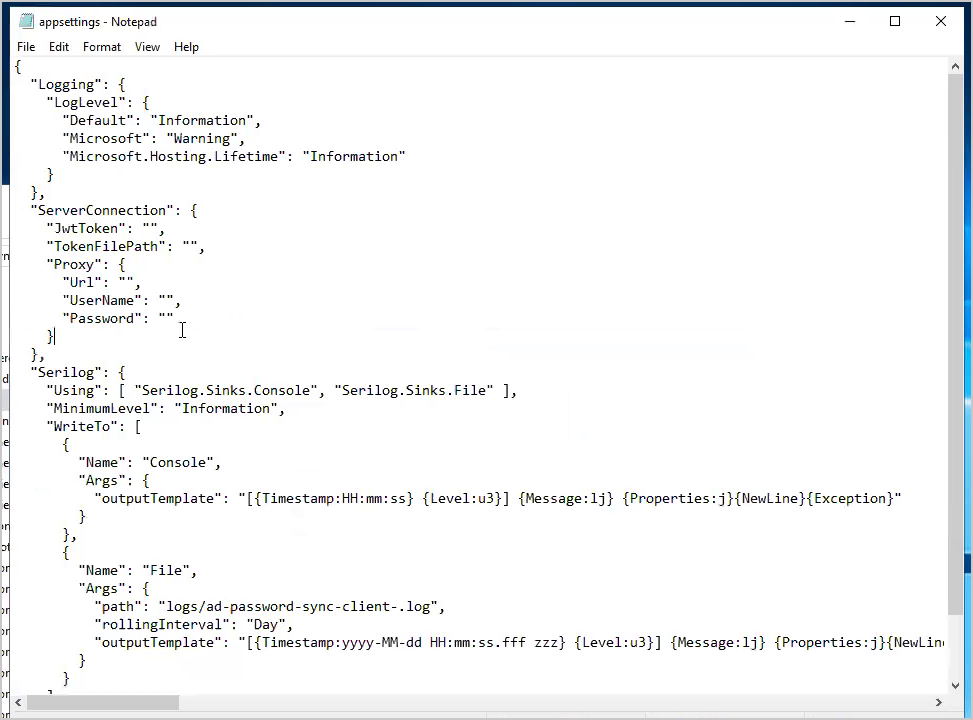 appsettings - Notepad
File Edit Format View Help
{
  "Logging": {
    "LogLevel": {
      "Default": "Information",
      "Microsoft": "Warning",
      "Microsoft.Hosting.Lifetime": "Information"
    }
  },
  "ServerConnection": {
    "JwtToken": "",
    "TokenFilePath": "",
    "Proxy": {
      "Url": "",
      "UserName": "",
      "Password": ""
    }
  },
  "Serilog": {
    "Using": [ "Serilog.Sinks.Console", "Serilog.Sinks.File" ],
    "MinimumLevel": "Information",
    "WriteTo": [
      {
        "Name": "Console",
        "Args": {
          "outputTemplate": "[{Timestamp:HH:mm:ss} {Level:u3}] {Message:lj} {Properties:j}{NewLine}{Exception}"
        }
      },
      {
        "Name": "File",
        "Args": {
          "path": "logs/ad-password-sync-client-.log",
          "rollingInterval": "Day",
          "outputTemplate": "[{Timestamp:yyyy-MM-dd HH:mm:ss.fff zzz} {Level:u3}] {Message:lj} {Properties:j}{NewLine
        }
      }